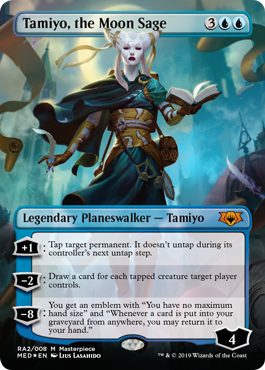 Tamiyo, the Moon Sage 3
Legendary Planeswalker — Tamiyo
+1: Tap target permanent. It doesn't untap during its
controller's next untap step.
-2: Draw a card for each tapped creature target player
controls.
You get an emblem with “You have no maximum
-8: hand size” and “Whenever a card is put into your
graveyard from anywhere, you may return it to
your hand.”
4
RA2/008 M Masterpiece
MED EN Lius Lasahido
™ & © 2019 Wizards of the Coast